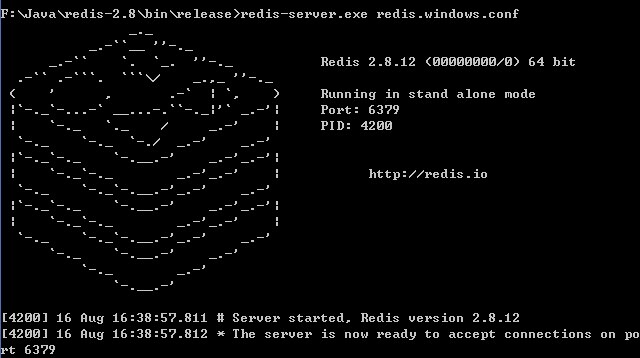 F:\Java\redis-2.8\bin\release>redis-server.exe redis.windows.conf
Redis 2.8.12 (00000000/0) 64 bit
Running in stand alone mode
Port: 6379
PID: 4200
http://redis.io
[4200] 16 Aug 16:38:57.811 # Server started, Redis version 2.8.12
[4200] 16 Aug 16:38:57.812 * The server is now ready to accept connections on po
rt 6379